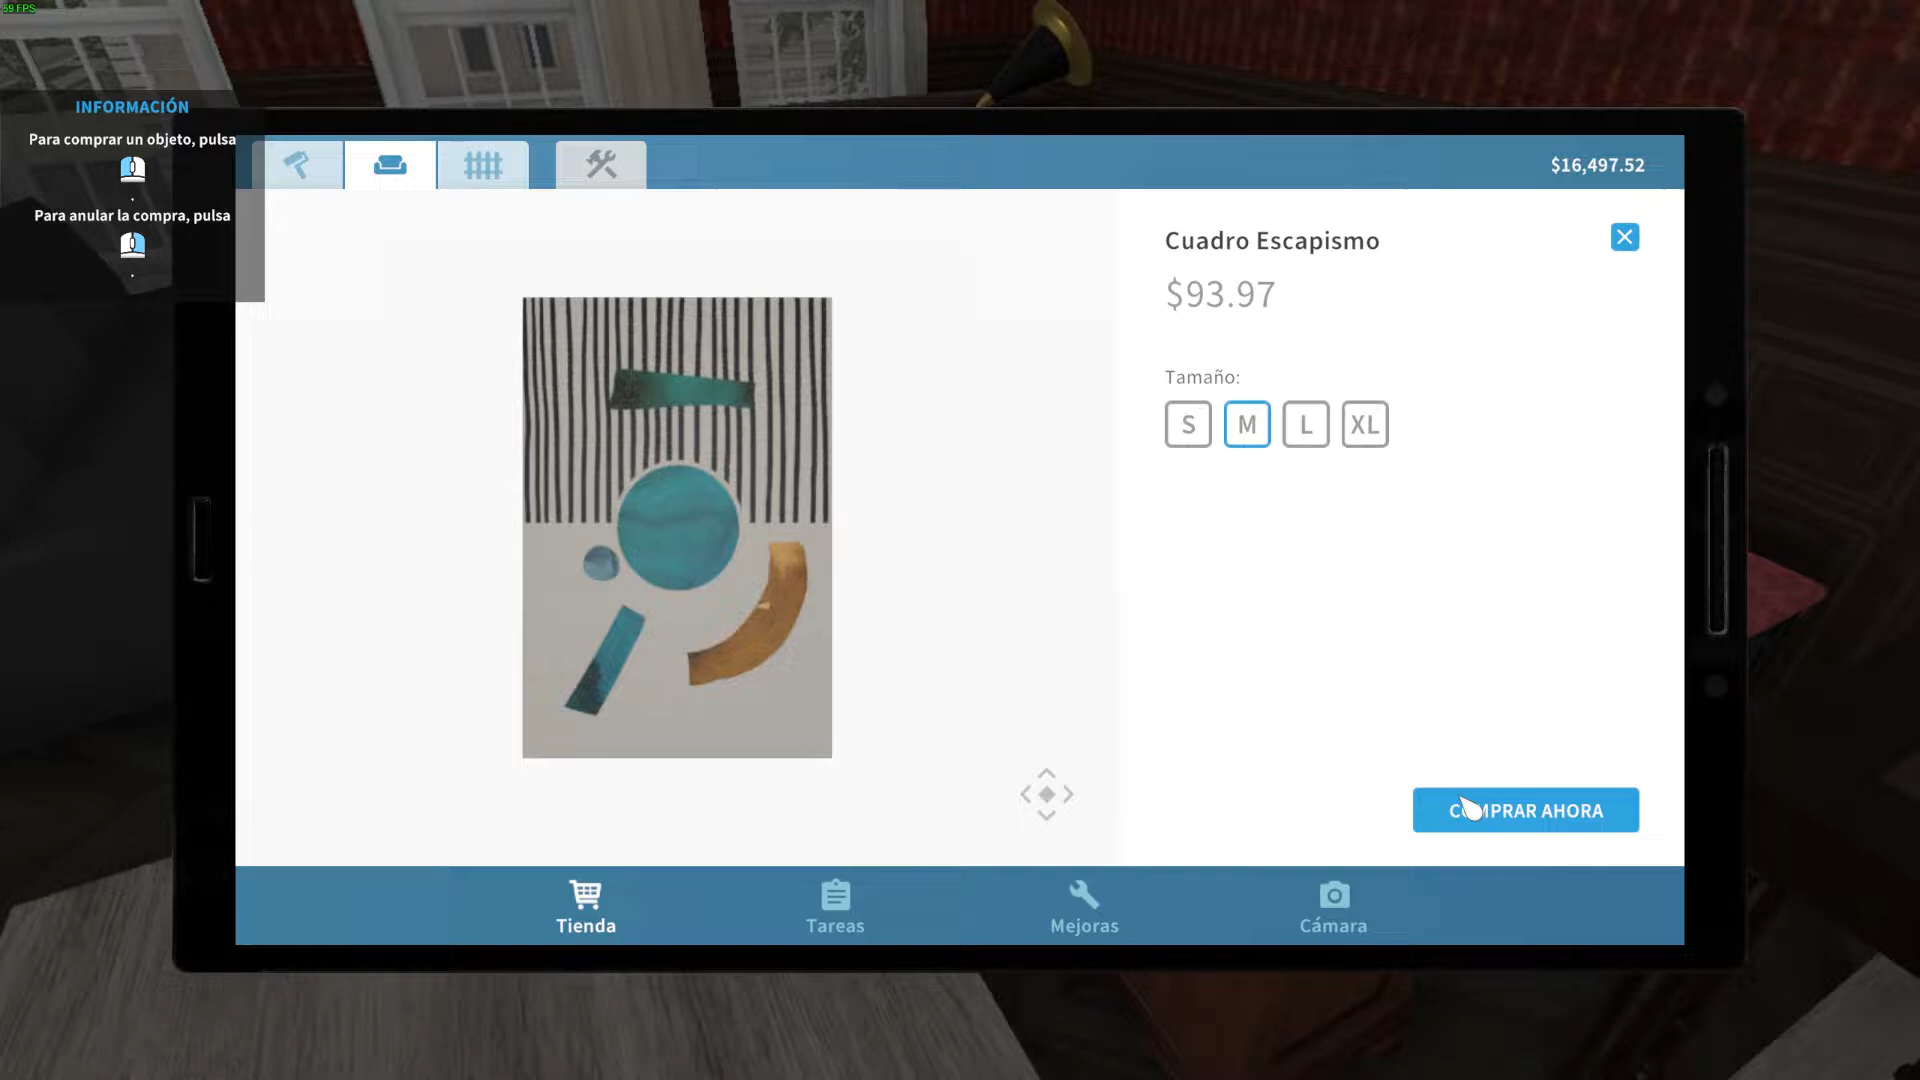 59 FPS
INFORMACIÓN
Para comprar un objeto, pulsa
.
Para anular la compra, pulsa
.
$16,497.52
Cuadro Escapismo
$93.97
Tamaño:
S M L XL
COMPRAR AHORA
Tienda Tareas Mejoras Cámara